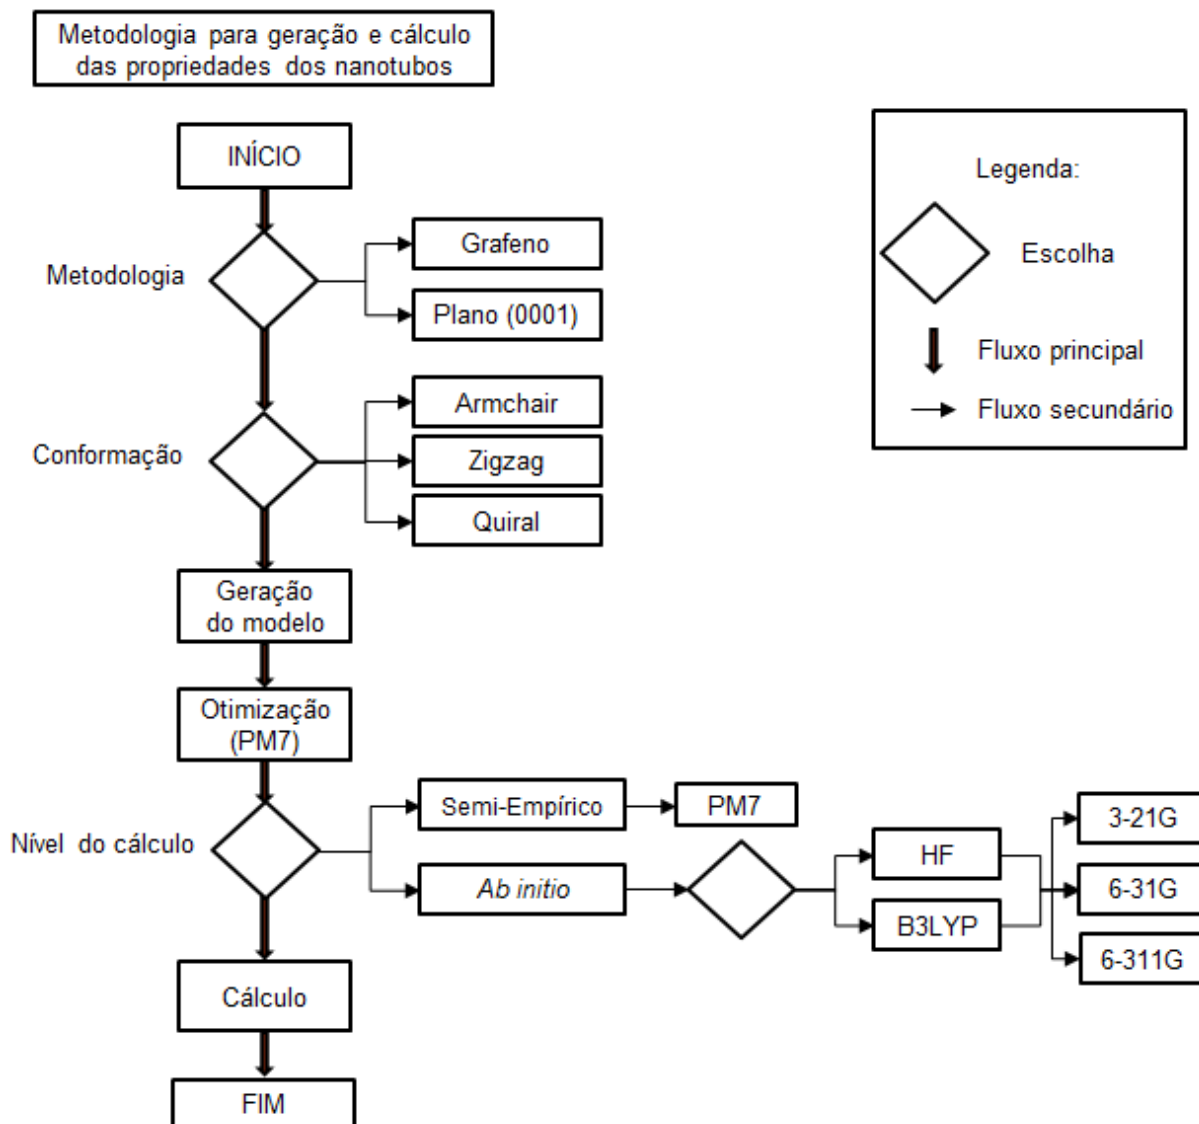 Metodologia para geração e cálculo
das propriedades dos nanotubos
INÍCIO
Legenda:
Escolha
Fluxo principal
Fluxo secundário
Metodologia
Grafeno
Plano (0001)
Conformação
Armchair
Zigzag
Quiral
Geração
do modelo
Otimização
(PM7)
Nível do cálculo
Semi-Empírico
PM7
Ab initio
HF
B3LYP
3-21G
6-31G
6-311G
Cálculo
FIM